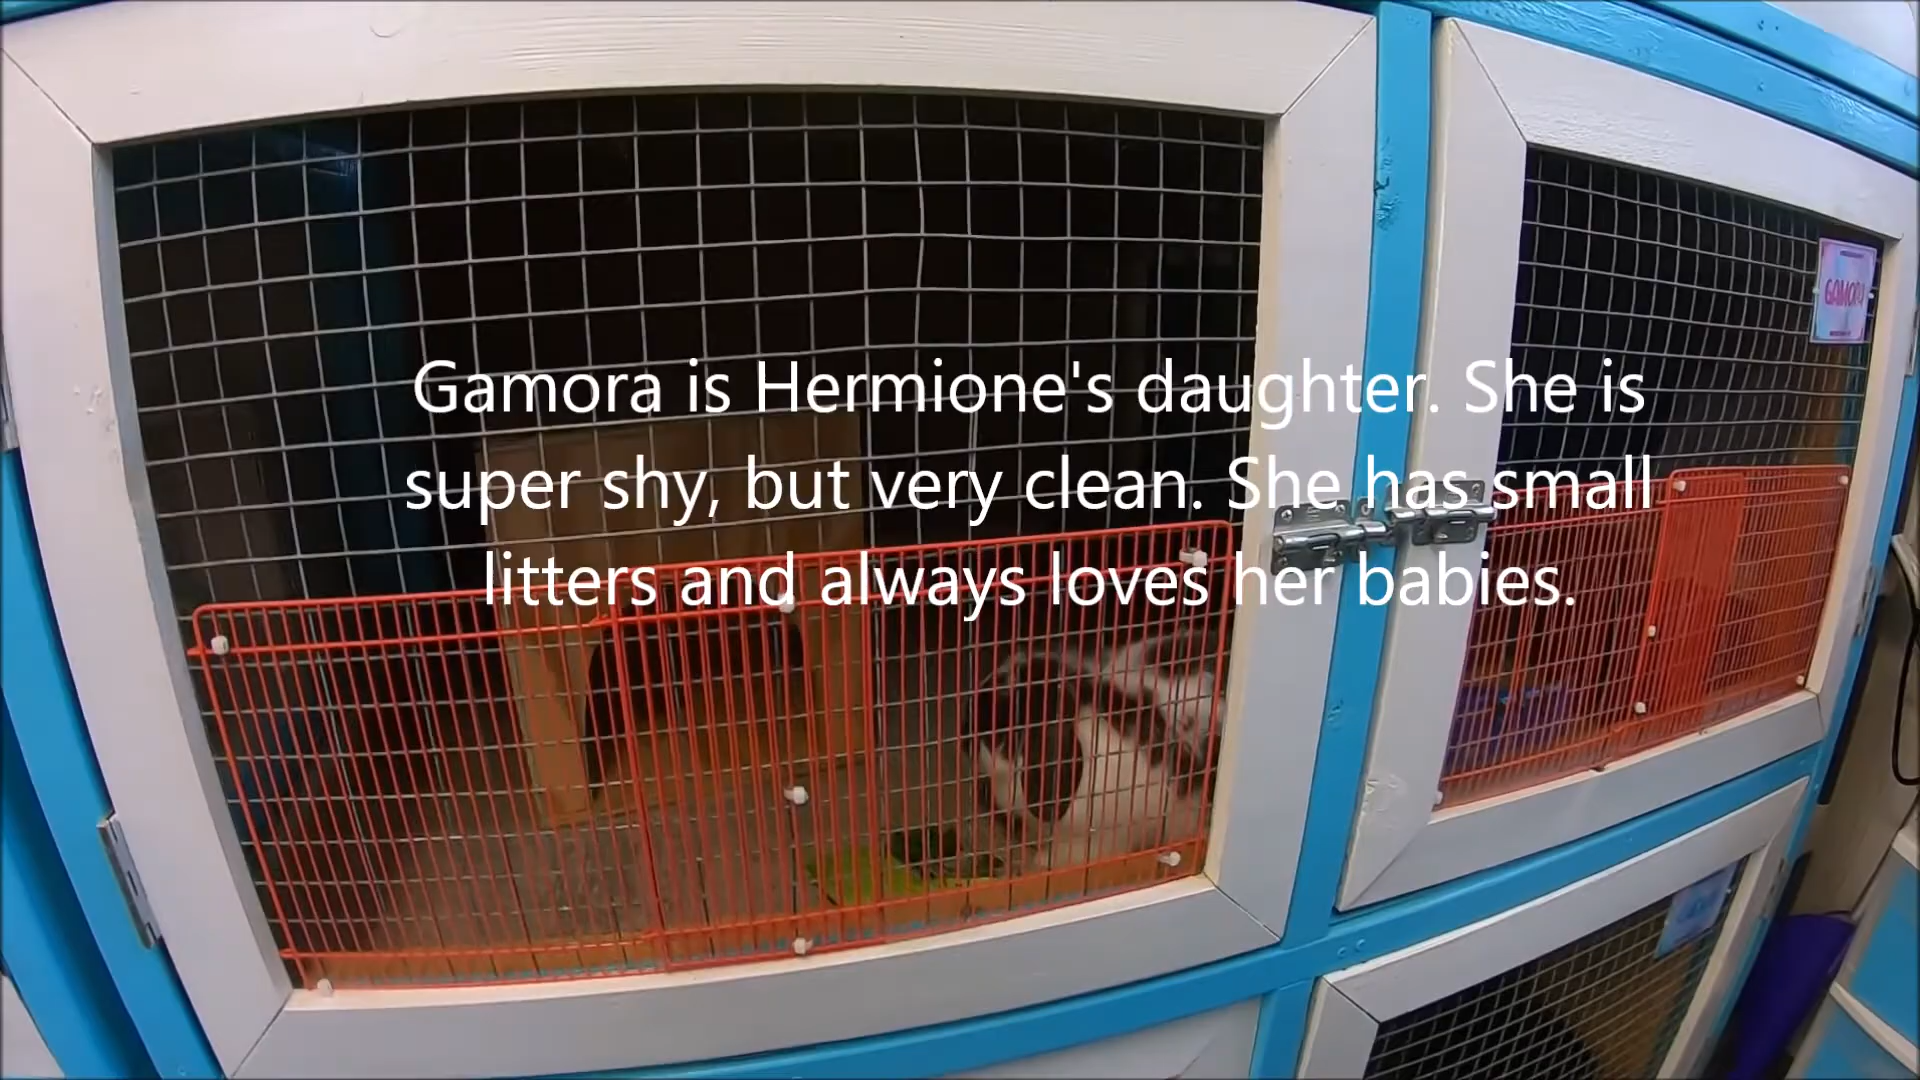 Gamora is Hermione's daughter. She is
super shy, but very clean. She has small
litters and always loves her babies.
GAMORA